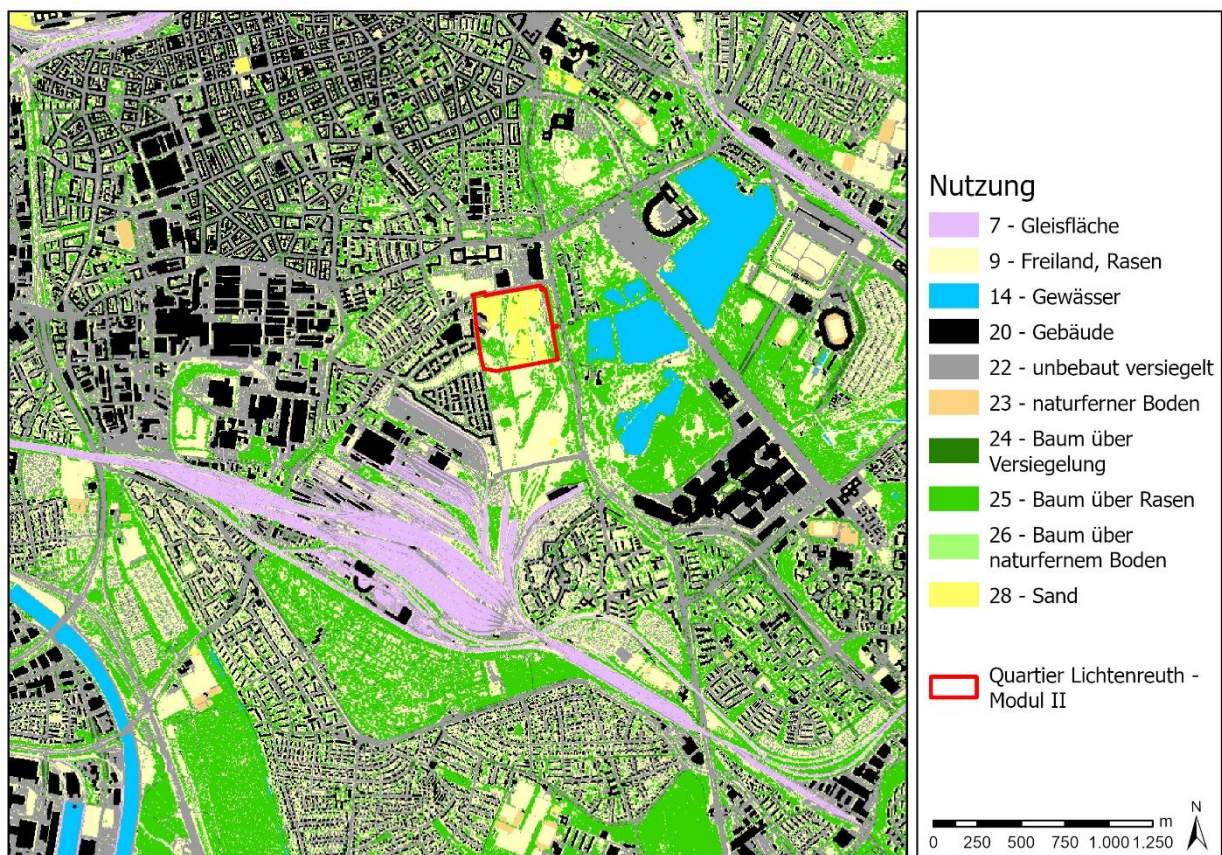 Nutzung
7 - Gleisfläche
9 - Freiland, Rasen
14 - Gewässer
20 - Gebäude
22 - unbebaut versiegelt
23 - naturferner Boden
24 - Baum über
Versiegelung
25 - Baum über Rasen
26 - Baum über
naturfernem Boden
28 - Sand
Quartier Lichtenreuth -
Modul II
N
m
0 250 500 750 1.000 1.250